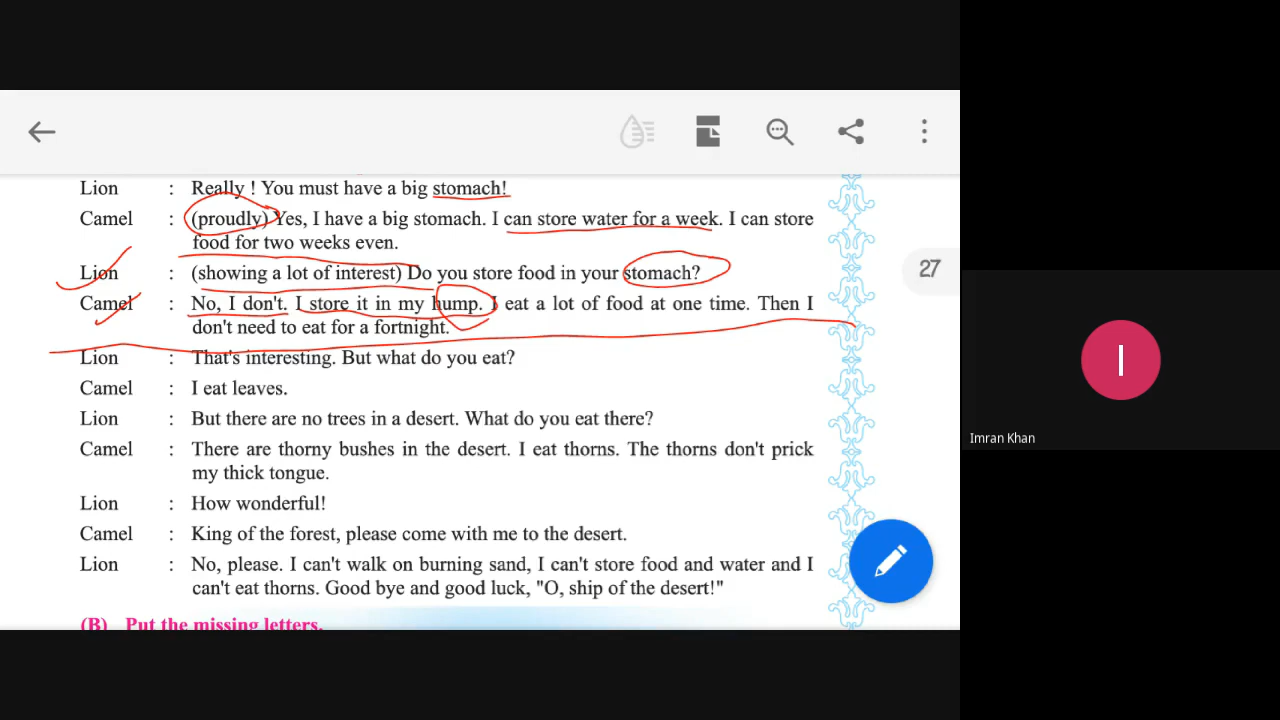 Lion : Really ! You must have a big stomach!
Camel : (proudly) Yes, I have a big stomach. I can store water for a week. I can store
food for two weeks even.
Lion : (showing a lot of interest) Do you store food in your stomach?
27
Camel : No, I don't. I store it in my hump. I eat a lot of food at one time. Then I
don't need to eat for a fortnight.
Lion : That's interesting. But what do you eat?
I
Camel : I eat leaves.
Lion : But there are no trees in a desert. What do you eat there?
Imran Khan
Camel : There are thorny bushes in the desert. I eat thorns. The thorns don't prick
my thick tongue.
Lion : How wonderful!
Camel : King of the forest, please come with me to the desert.
Lion : No, please. I can't walk on burning sand, I can't store food and water and I
can't eat thorns. Good bye and good luck, "O, ship of the desert!"
(B) Put the missing letters.